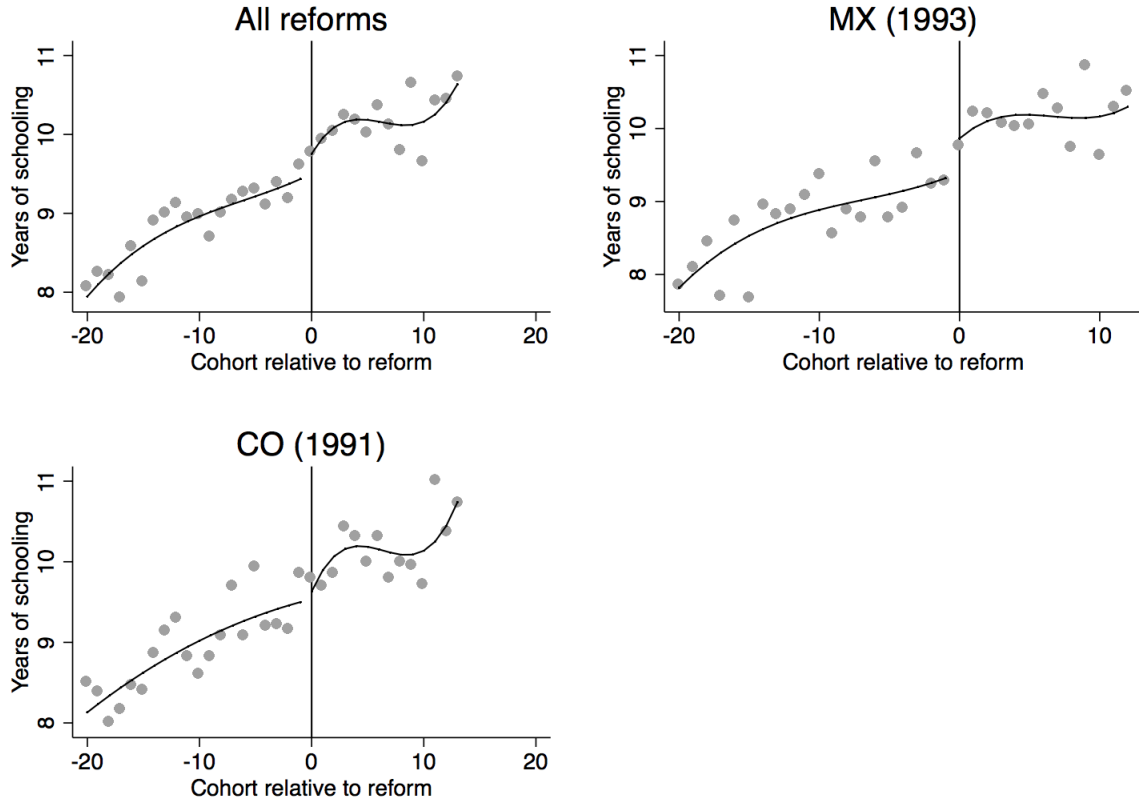 All reforms
Years of schooling
11
10
9
8
-20 -10 0 10 20
Cohort relative to reform
MX (1993)
Years of schooling
11
10
9
8
-20 -10 0 10
Cohort relative to reform
CO (1991)
Years of schooling
11
10
9
8
-20 -10 0 10 20
Cohort relative to reform